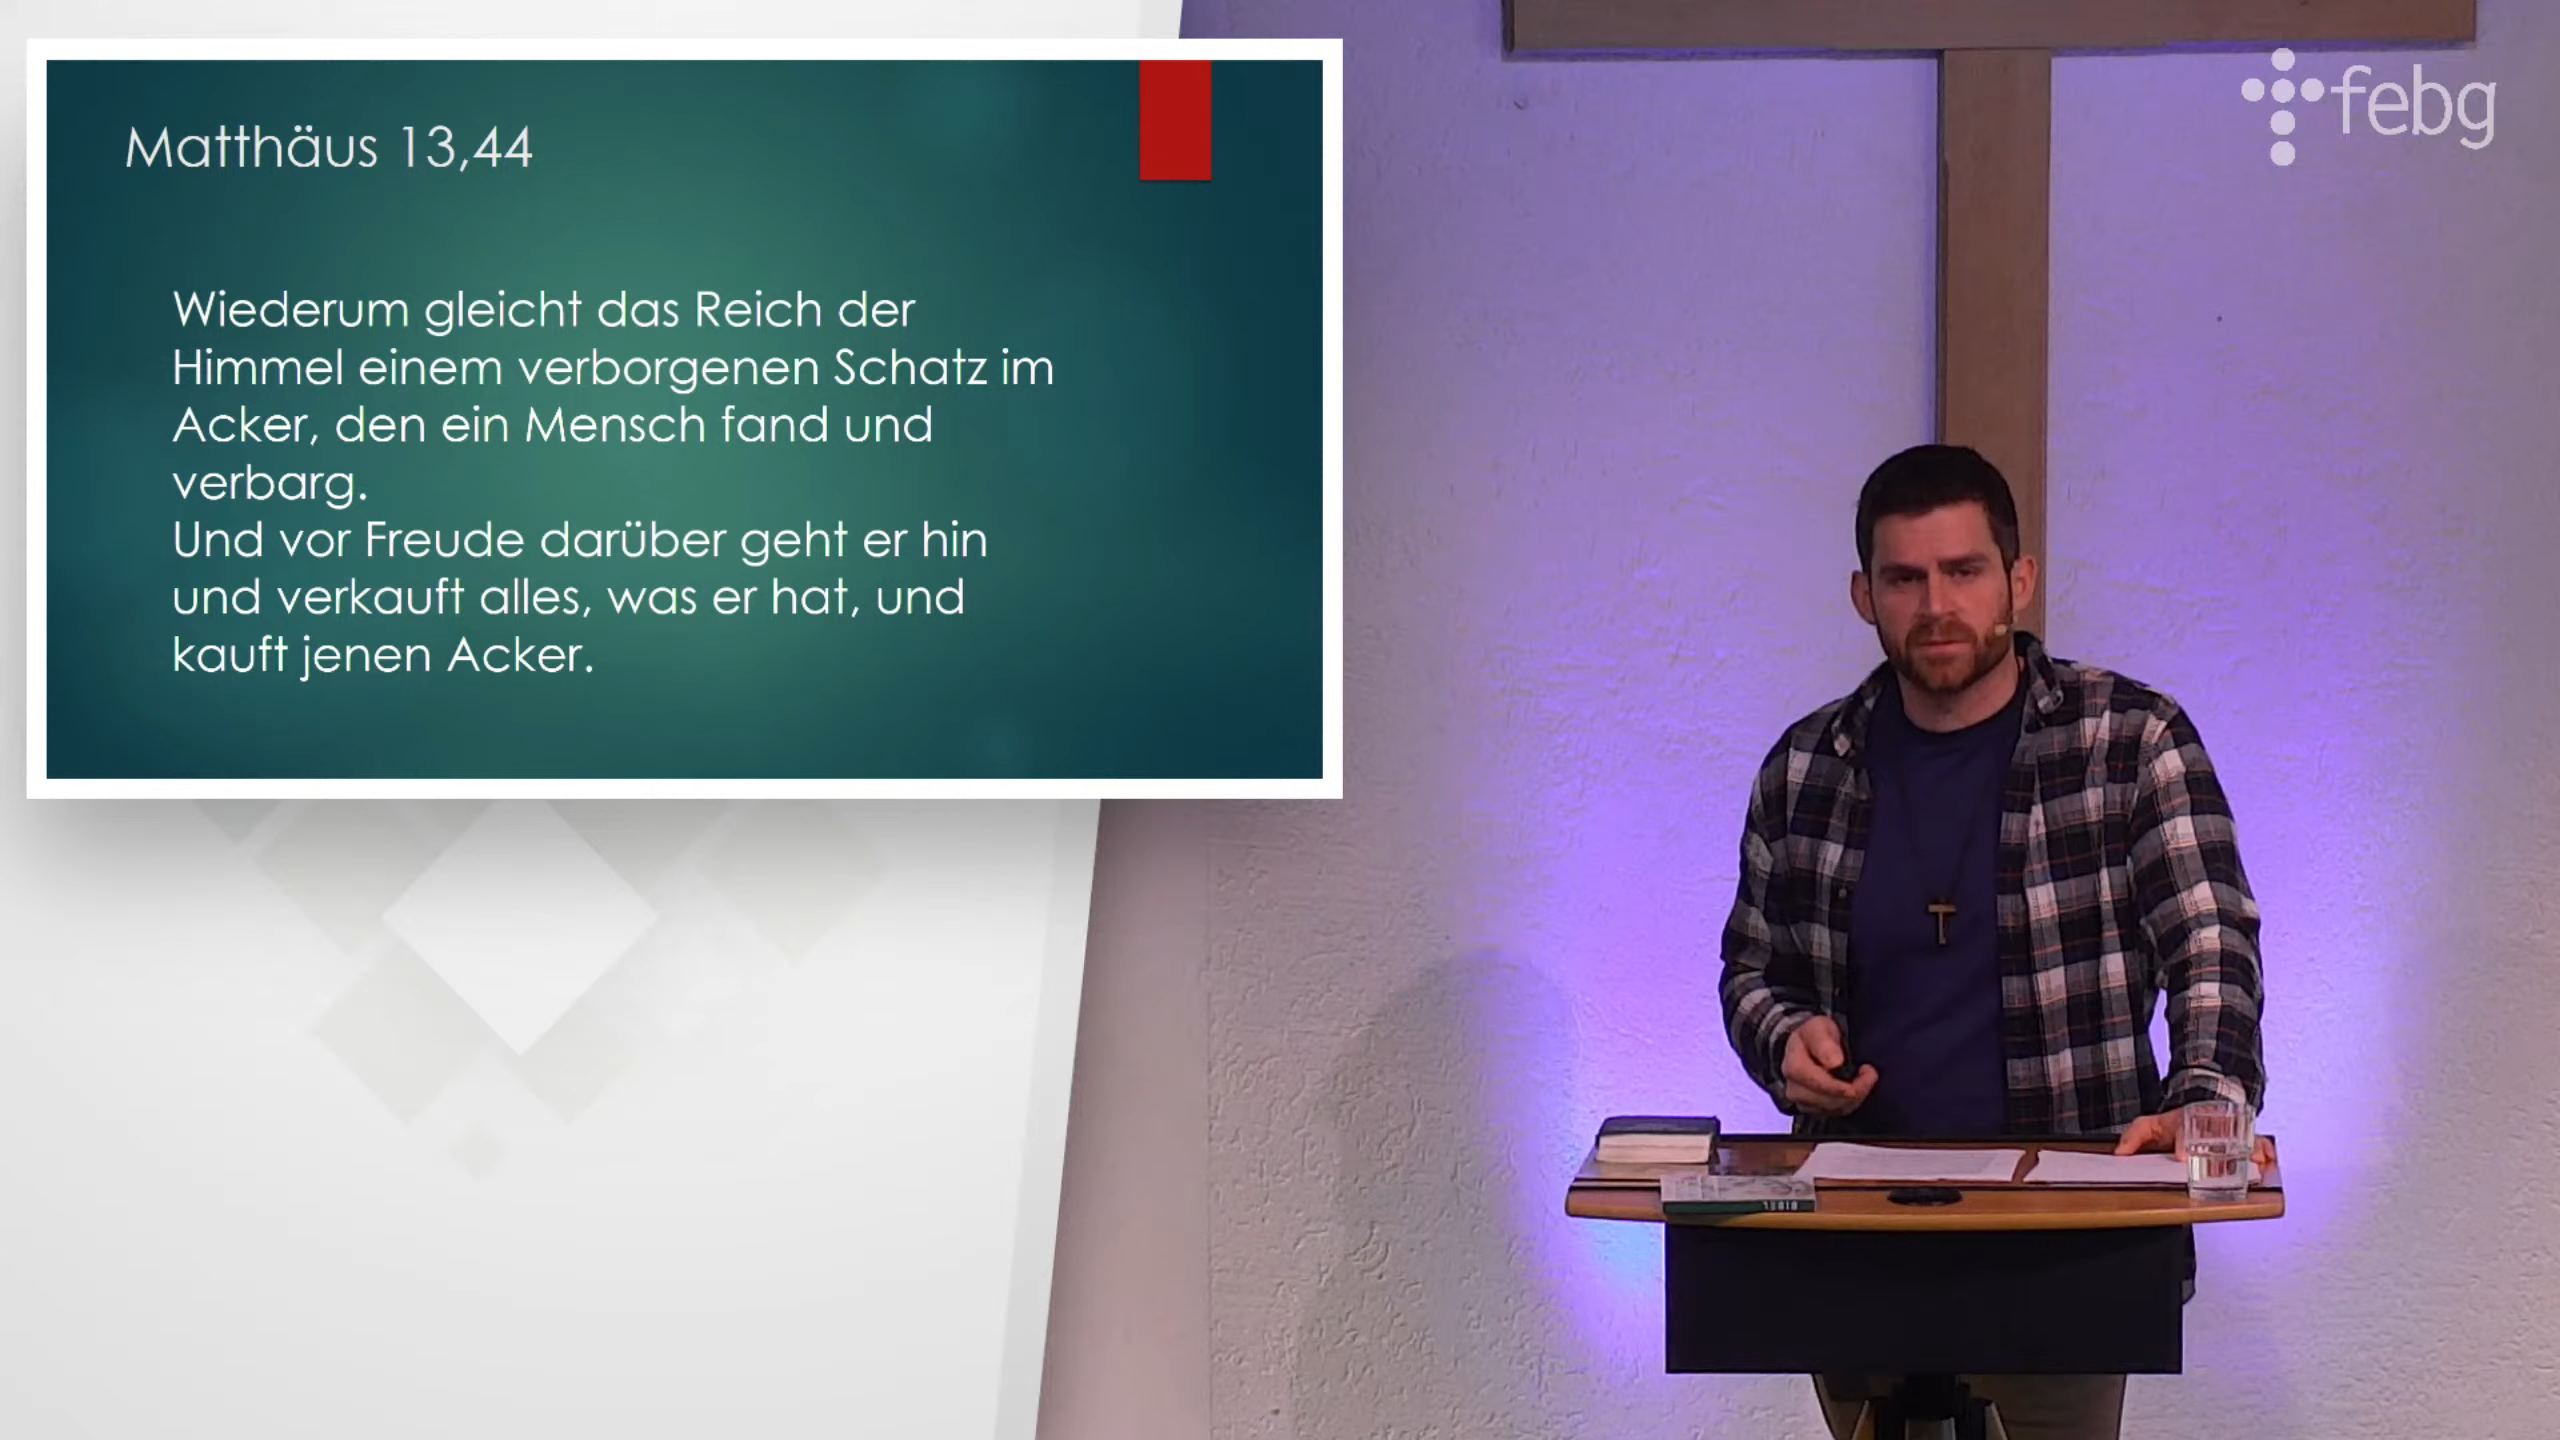 Matthäus 13,44
Wiederum gleicht das Reich der
Himmel einem verborgenen Schatz im
Acker, den ein Mensch fand und
verbarg.
Und vor Freude darüber geht er hin
und verkauft alles, was er hat, und
kauft jenen Acker.
febg
BIBEL